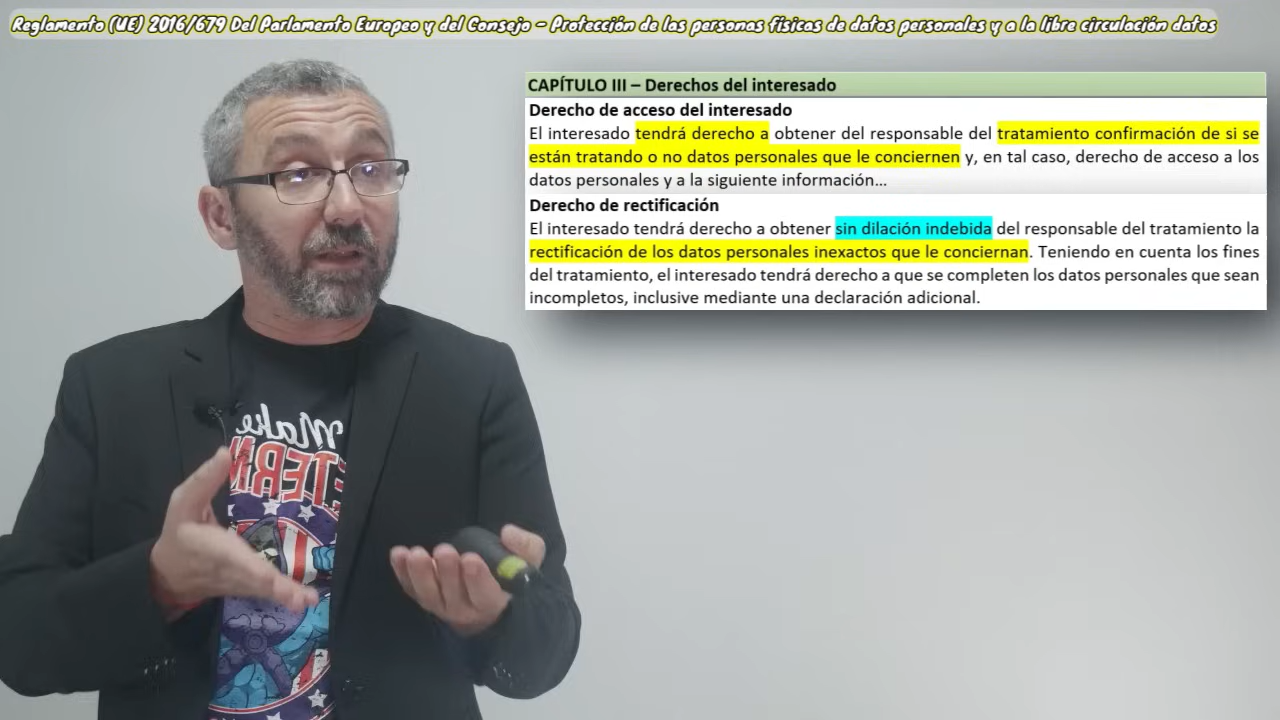 Reglamento (UE) 2016/679 Del Parlamento Europeo y del Consejo - Protección de las personas físicas de datos personales y a la libre circulación datos
CAPÍTULO III – Derechos del interesado
Derecho de acceso del interesado
El interesado tendrá derecho a obtener del responsable del tratamiento confirmación de si se
están tratando o no datos personales que le conciernen y, en tal caso, derecho de acceso a los
datos personales y a la siguiente información...
Derecho de rectificación
El interesado tendrá derecho a obtener sin dilación indebida del responsable del tratamiento la
rectificación de los datos personales inexactos que le conciernan. Teniendo en cuenta los fines
del tratamiento, el interesado tendrá derecho a que se completen los datos personales que sean
incompletos, inclusive mediante una declaración adicional.
Make
ETERN